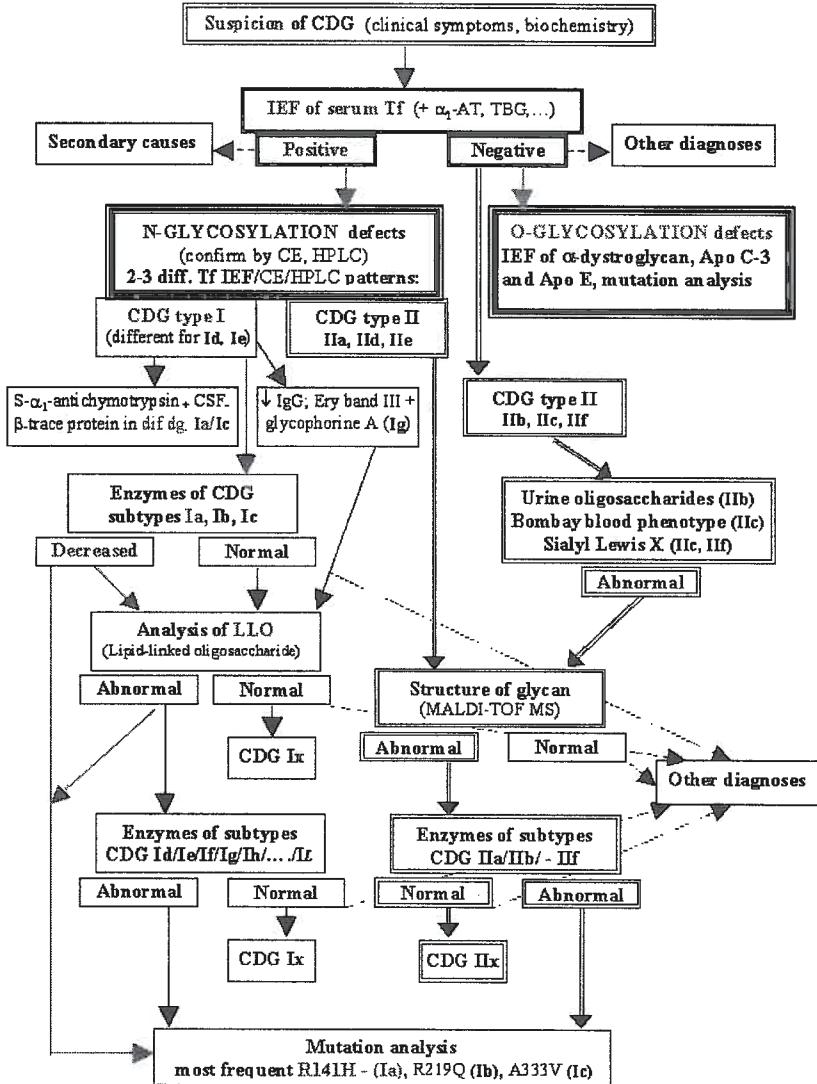 Suspicion of CDG (clinical symptoms, biochemistry)
IEF of serum Tf (+ α₁-AT, TBG,…)
Secondary causes
Positive
Negative
Other diagnoses
N-GLYCOSYLATION defects
(confirm by CE, HPLC)
2-3 diff. Tf IEF/CE/HPLC patterns:
O-GLYCOSYLATION defects
IEF of α-dystroglycan, Apo C-3
and Apo E, mutation analysis
CDG type I
(different for Id, Ie)
CDG type II
IIa, IId, IIe
S-α₁-antichymotrypsin + CSF-
β-trace protein in dif dg. Ia/Ic
↓ IgG; Ery band III +
glycophorine A (Ig)
CDG type II
IIb, IIc, IIf
Enzymes of CDG
subtypes Ia, Ib, Ic
Urine oligosaccharides (IIb)
Bombay blood phenotype (IIc)
Sialyl Lewis X (IIc, IIf)
Decreased
Normal
Abnormal
Analysis of LLO
(Lipid-linked oligosaccharide)
Structure of glycan
(MALDI-TOF MS)
Abnormal
Normal
Abnormal
Normal
CDG Ix
Other diagnoses
Enzymes of subtypes
CDG Id/Ie/If/Ig/Ih/… ./IL
Enzymes of subtypes
CDG IIa/IIb/ - IIf
Abnormal
Normal
Normal
Abnormal
CDG Ix
CDG IIx
Mutation analysis
most frequent R141H - (Ia), R219Q (Ib), A333V (Ic)